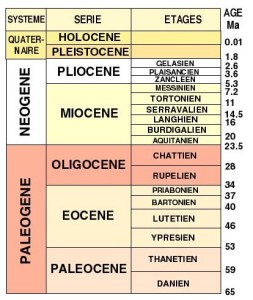 SYSTEME SERIE ETAGES AGE
Ma
QUATER-
NAIRE
HOLOCENE
0.01
PLEISTOCENE
1.8
NEOGENE
PLIOCENE
GELASIEN
2.6
PLAISANCIEN
3.6
ZANCLEEN
5.3
MIOCENE
MESSINIEN
7.2
TORTONIEN
11
SERRAVALIEN
14.5
LANGHIEN
16
BURDIGALIEN
20
AQUITANIEN
23.5
PALEOGENE
OLIGOCENE
CHATTIEN
28
RUPELIEN
34
EOCENE
PRIABONIEN
37
BARTONIEN
40
LUTETIEN
46
YPRESIEN
53
PALEOCENE
THANETIEN
59
DANIEN
65